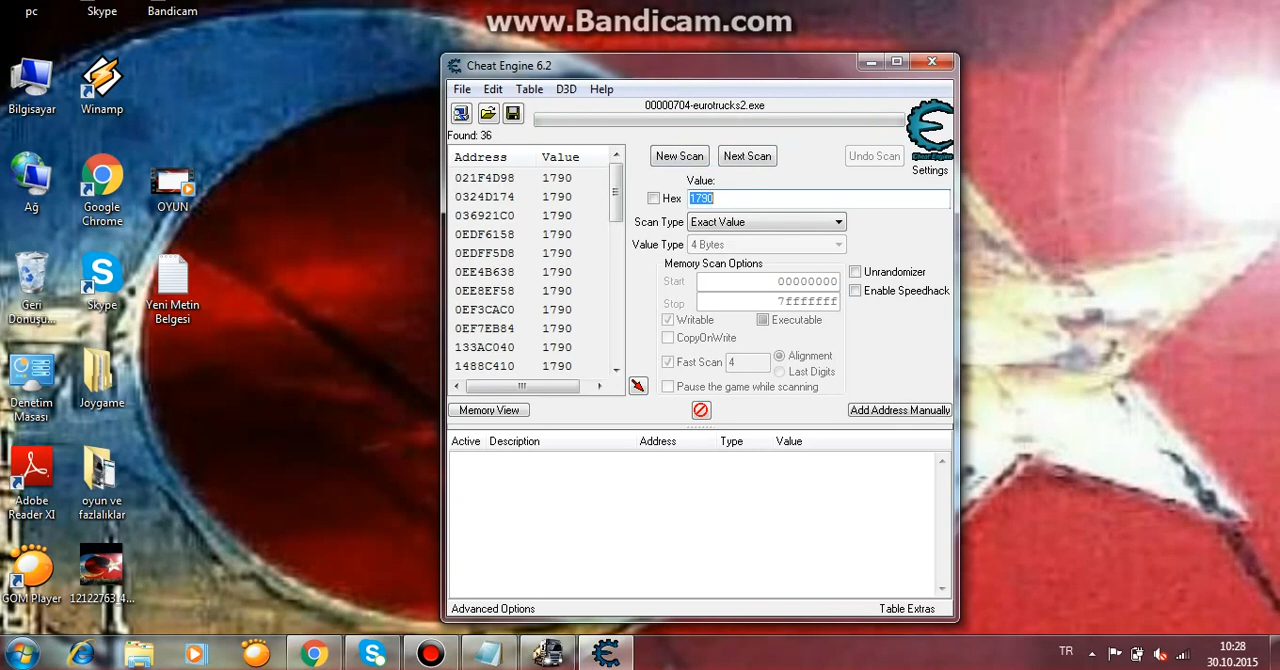 www.Bandicam.com
pc
Skype
Bandicam
Bilgisayar
Winamp
Ağ
Google
Chrome
OYUN
Geri
Dönüşü...
Skype
Yeni Metin
Belgesi
Denetim
Masası
Joygame
Adobe
Reader XI
oyun ve
fazlalıklar
GOM Player
12122763_4...
Cheat Engine 6.2
File Edit Table D3D Help
00000704-eurotrucks2.exe
Found: 36
Address Value
021F4D98 1790
0324D174 1790
036921C0 1790
0EDF6158 1790
0EDFF5D8 1790
0EE4B638 1790
0EE8EF58 1790
0EF3CAC0 1790
0EF7EB84 1790
133AC040 1790
1488C410 1790
New Scan Next Scan Undo Scan
Cheat Engine
Settings
Value:
Hex 1790
Scan Type Exact Value
Value Type 4 Bytes
Memory Scan Options
Start 00000000
Stop 7fffffff
Writable Executable
CopyOnWrite
Fast Scan 4 Alignment
Last Digits
Pause the game while scanning
Unrandomizer
Enable Speedhack
Memory View Add Address Manually
Active Description Address Type Value
Advanced Options Table Extras
TR
10:28
30.10.2015